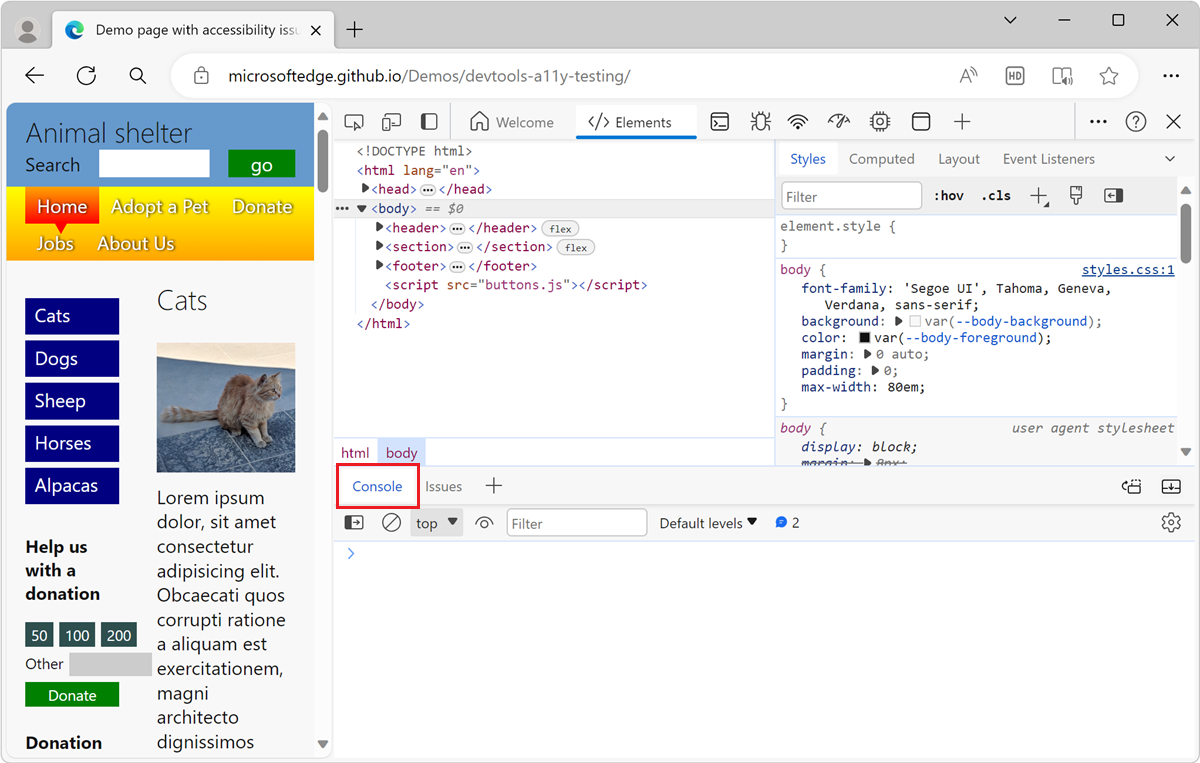 Demo page with accessibility issu
microsoftedge.github.io/Demos/devtools-a11y-testing/
A
HD
Animal shelter
Search
go
Home
Adopt a Pet
Donate
Jobs
About Us
Cats
Dogs
Sheep
Horses
Alpacas
Help us
with a
donation
50 100 200
Other
Donate
Donation
Cats
Lorem ipsum
dolor, sit amet
consectetur
adipisicing elit.
Obcaecati quos
corrupti ratione
a aliquam est
exercitationem,
magni
architecto
dignissimos
Welcome
</> Elements
<!DOCTYPE html>
<html lang="en">
<head> ... </head>
... <body> == $0
<header> ... </header> flex
<section> ... </section> flex
<footer> ... </footer>
<script src="buttons.js"></script>
</body>
</html>
html body
Styles Computed Layout Event Listeners
Filter :hov .cls
element.style {
}
body { styles.css:1
font-family: 'Segoe UI', Tahoma, Geneva,
Verdana, sans-serif;
background: var(--body-background);
color: var(--body-foreground);
margin: 0 auto;
padding: 0;
max-width: 80em;
}
body { user agent stylesheet
display: block;
margin: 8px;
Console Issues
top Filter Default levels 2